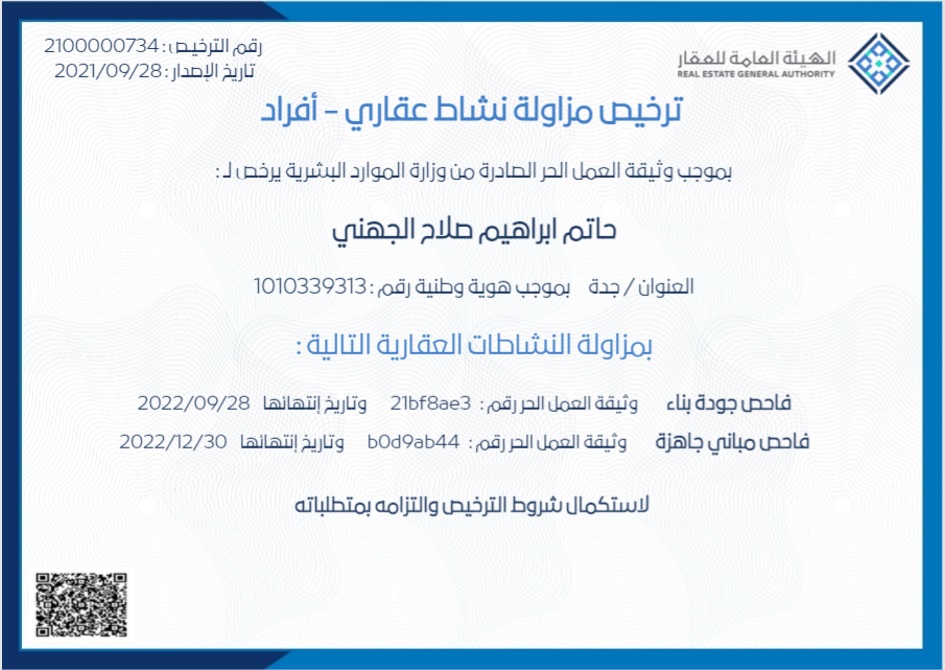 الهيئة العامة للعقار
REAL ESTATE GENERAL AUTHORITY
رقم الترخيص: 2100000734
تاريخ الإصدار: 2021/09/28
ترخيص مزاولة نشاط عقاري - أفراد
بموجب وثيقة العمل الحر الصادرة من وزارة الموارد البشرية يرخص لـ :
حاتم ابراهيم صلاح الجهني
العنوان / جدة بموجب هوية وطنية رقم: 1010339313
بمزاولة النشاطات العقارية التالية :
فاحص جودة بناء وثيقة العمل الحر رقم : 21bf8ae3 وتاريخ إنتهائها 2022/09/28
فاحص مباني جاهزة وثيقة العمل الحر رقم : b0d9ab44 وتاريخ إنتهائها 2022/12/30
لاستكمال شروط الترخيص والتزامه بمتطلباته